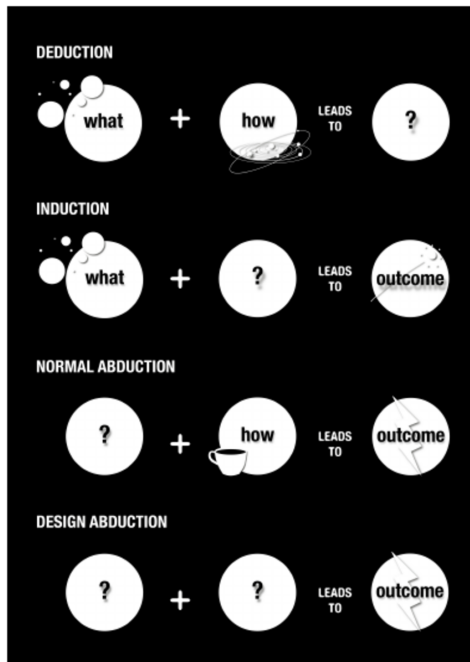 DEDUCTION
what + how LEADS TO ?
INDUCTION
what + ? LEADS TO outcome
NORMAL ABDUCTION
? + how LEADS TO outcome
DESIGN ABDUCTION
? + ? LEADS TO outcome